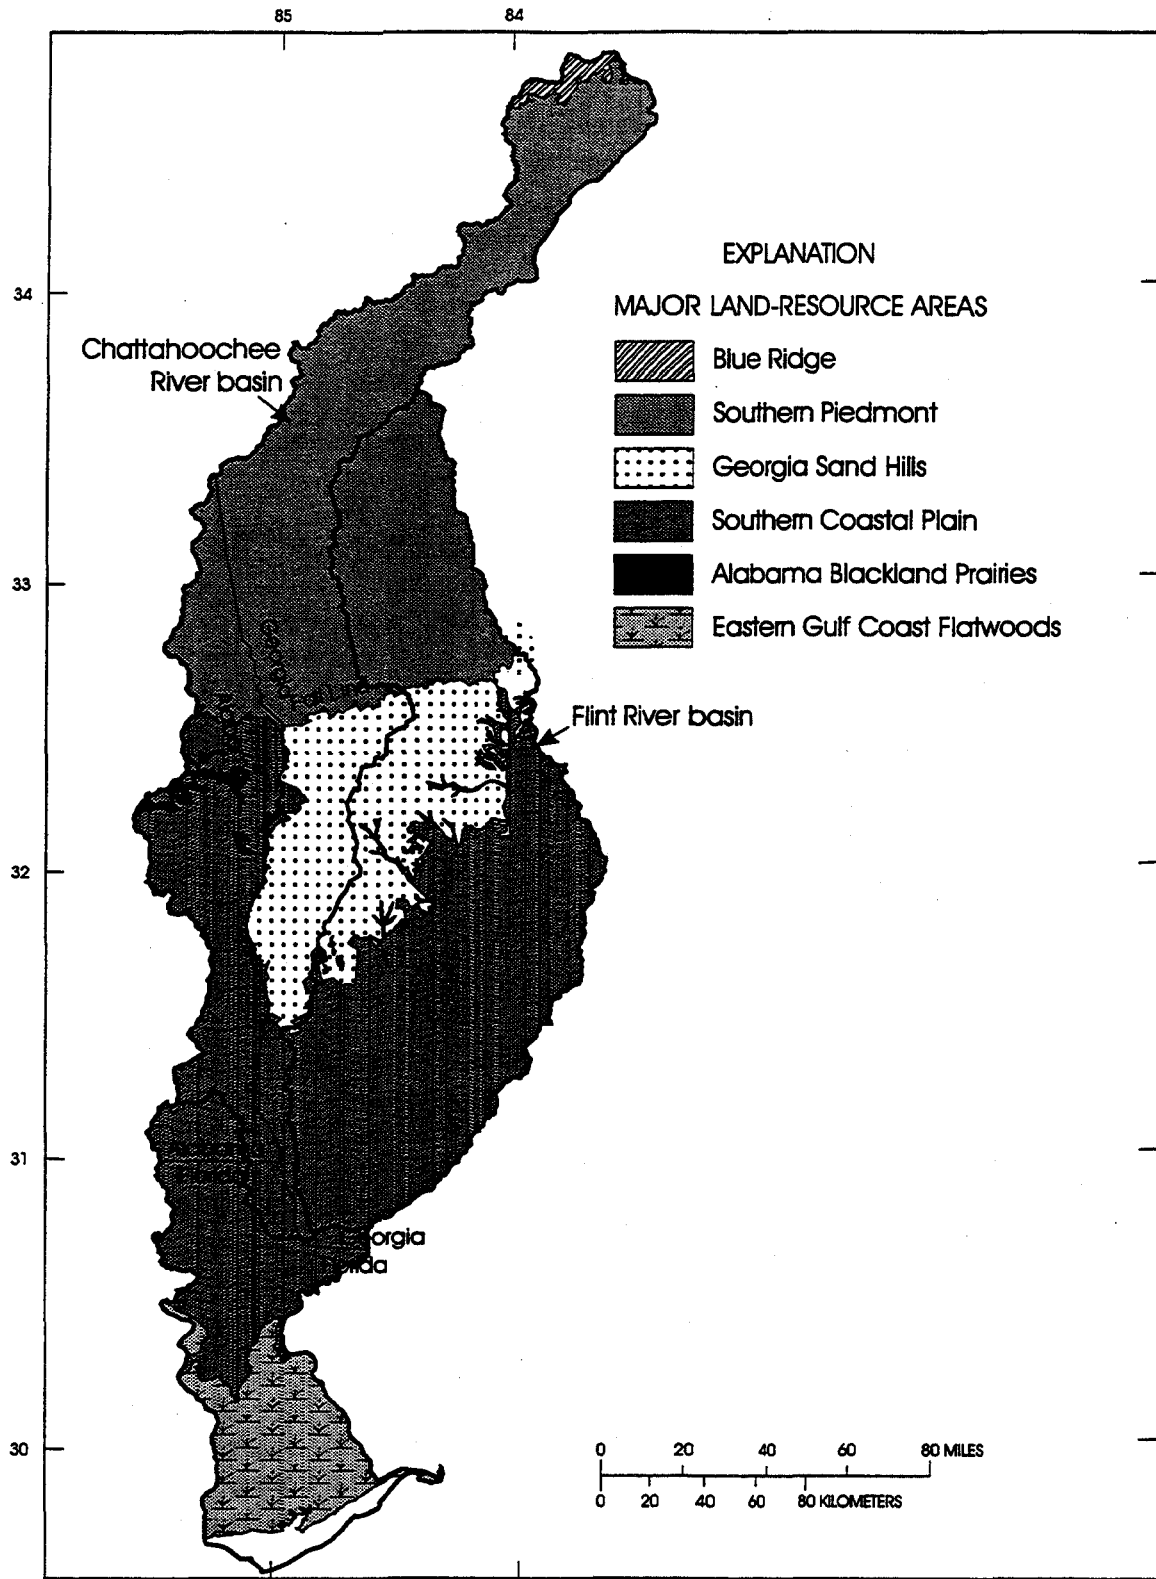 85
84
34
33
32
31
30
Chattahoochee
River basin
EXPLANATION
MAJOR LAND-RESOURCE AREAS
Blue Ridge
Southern Piedmont
Georgia Sand Hills
Southern Coastal Plain
Alabama Blackland Prairies
Eastern Gulf Coast Flatwoods
Flint River basin
Georgia
0 20 40 60 80 MILES
0 20 40 60 80 KILOMETERS